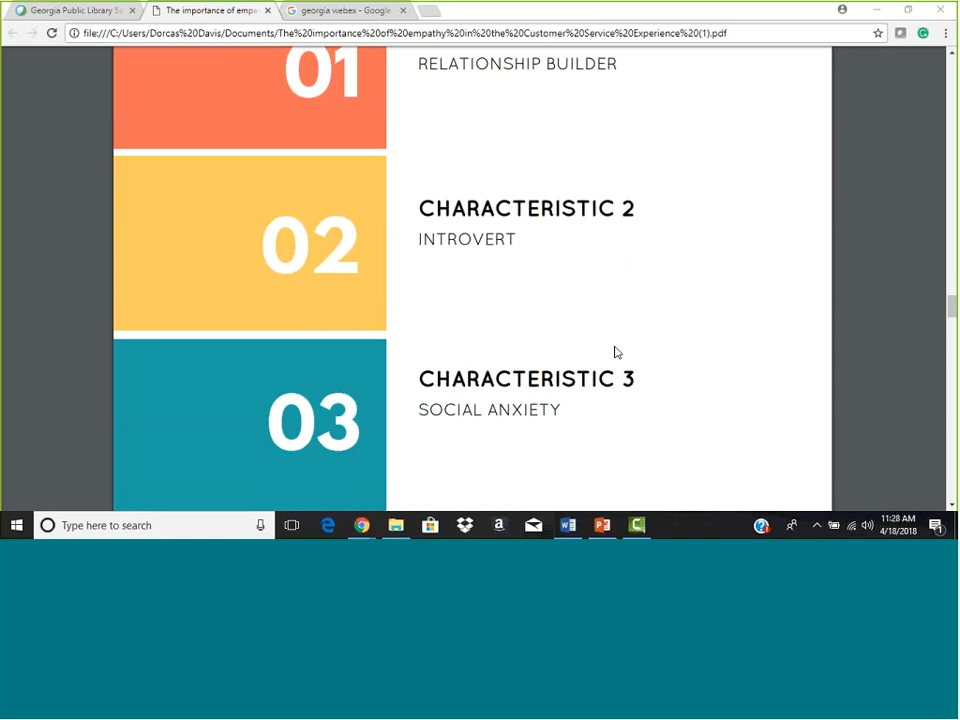 Georgia Public Library Se
The importance of empa
georgia webex - Google
file:///C:/Users/Dorcas%20Davis/Documents/The%20importance%20of%20empathy%20in%20the%20Customer%20Service%20Experience%20(1).pdf
01
RELATIONSHIP BUILDER
02
CHARACTERISTIC 2
INTROVERT
03
CHARACTERISTIC 3
SOCIAL ANXIETY
Type here to search
11:28 AM
4/18/2018